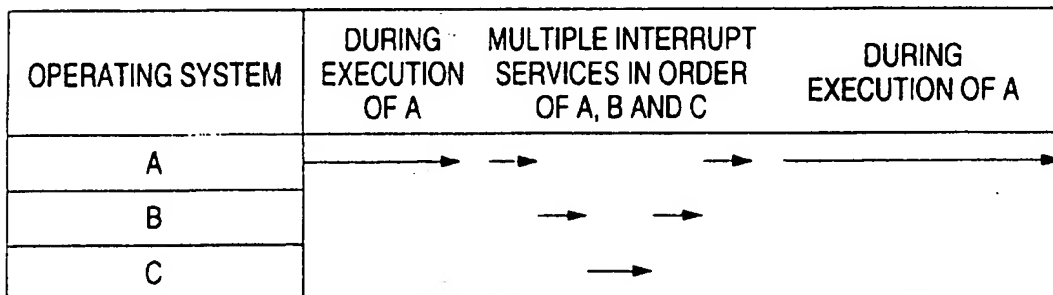 OPERATING SYSTEM
DURING
EXECUTION
OF A
MULTIPLE INTERRUPT
SERVICES IN ORDER
OF A, B AND C
DURING
EXECUTION OF A
A
B
C